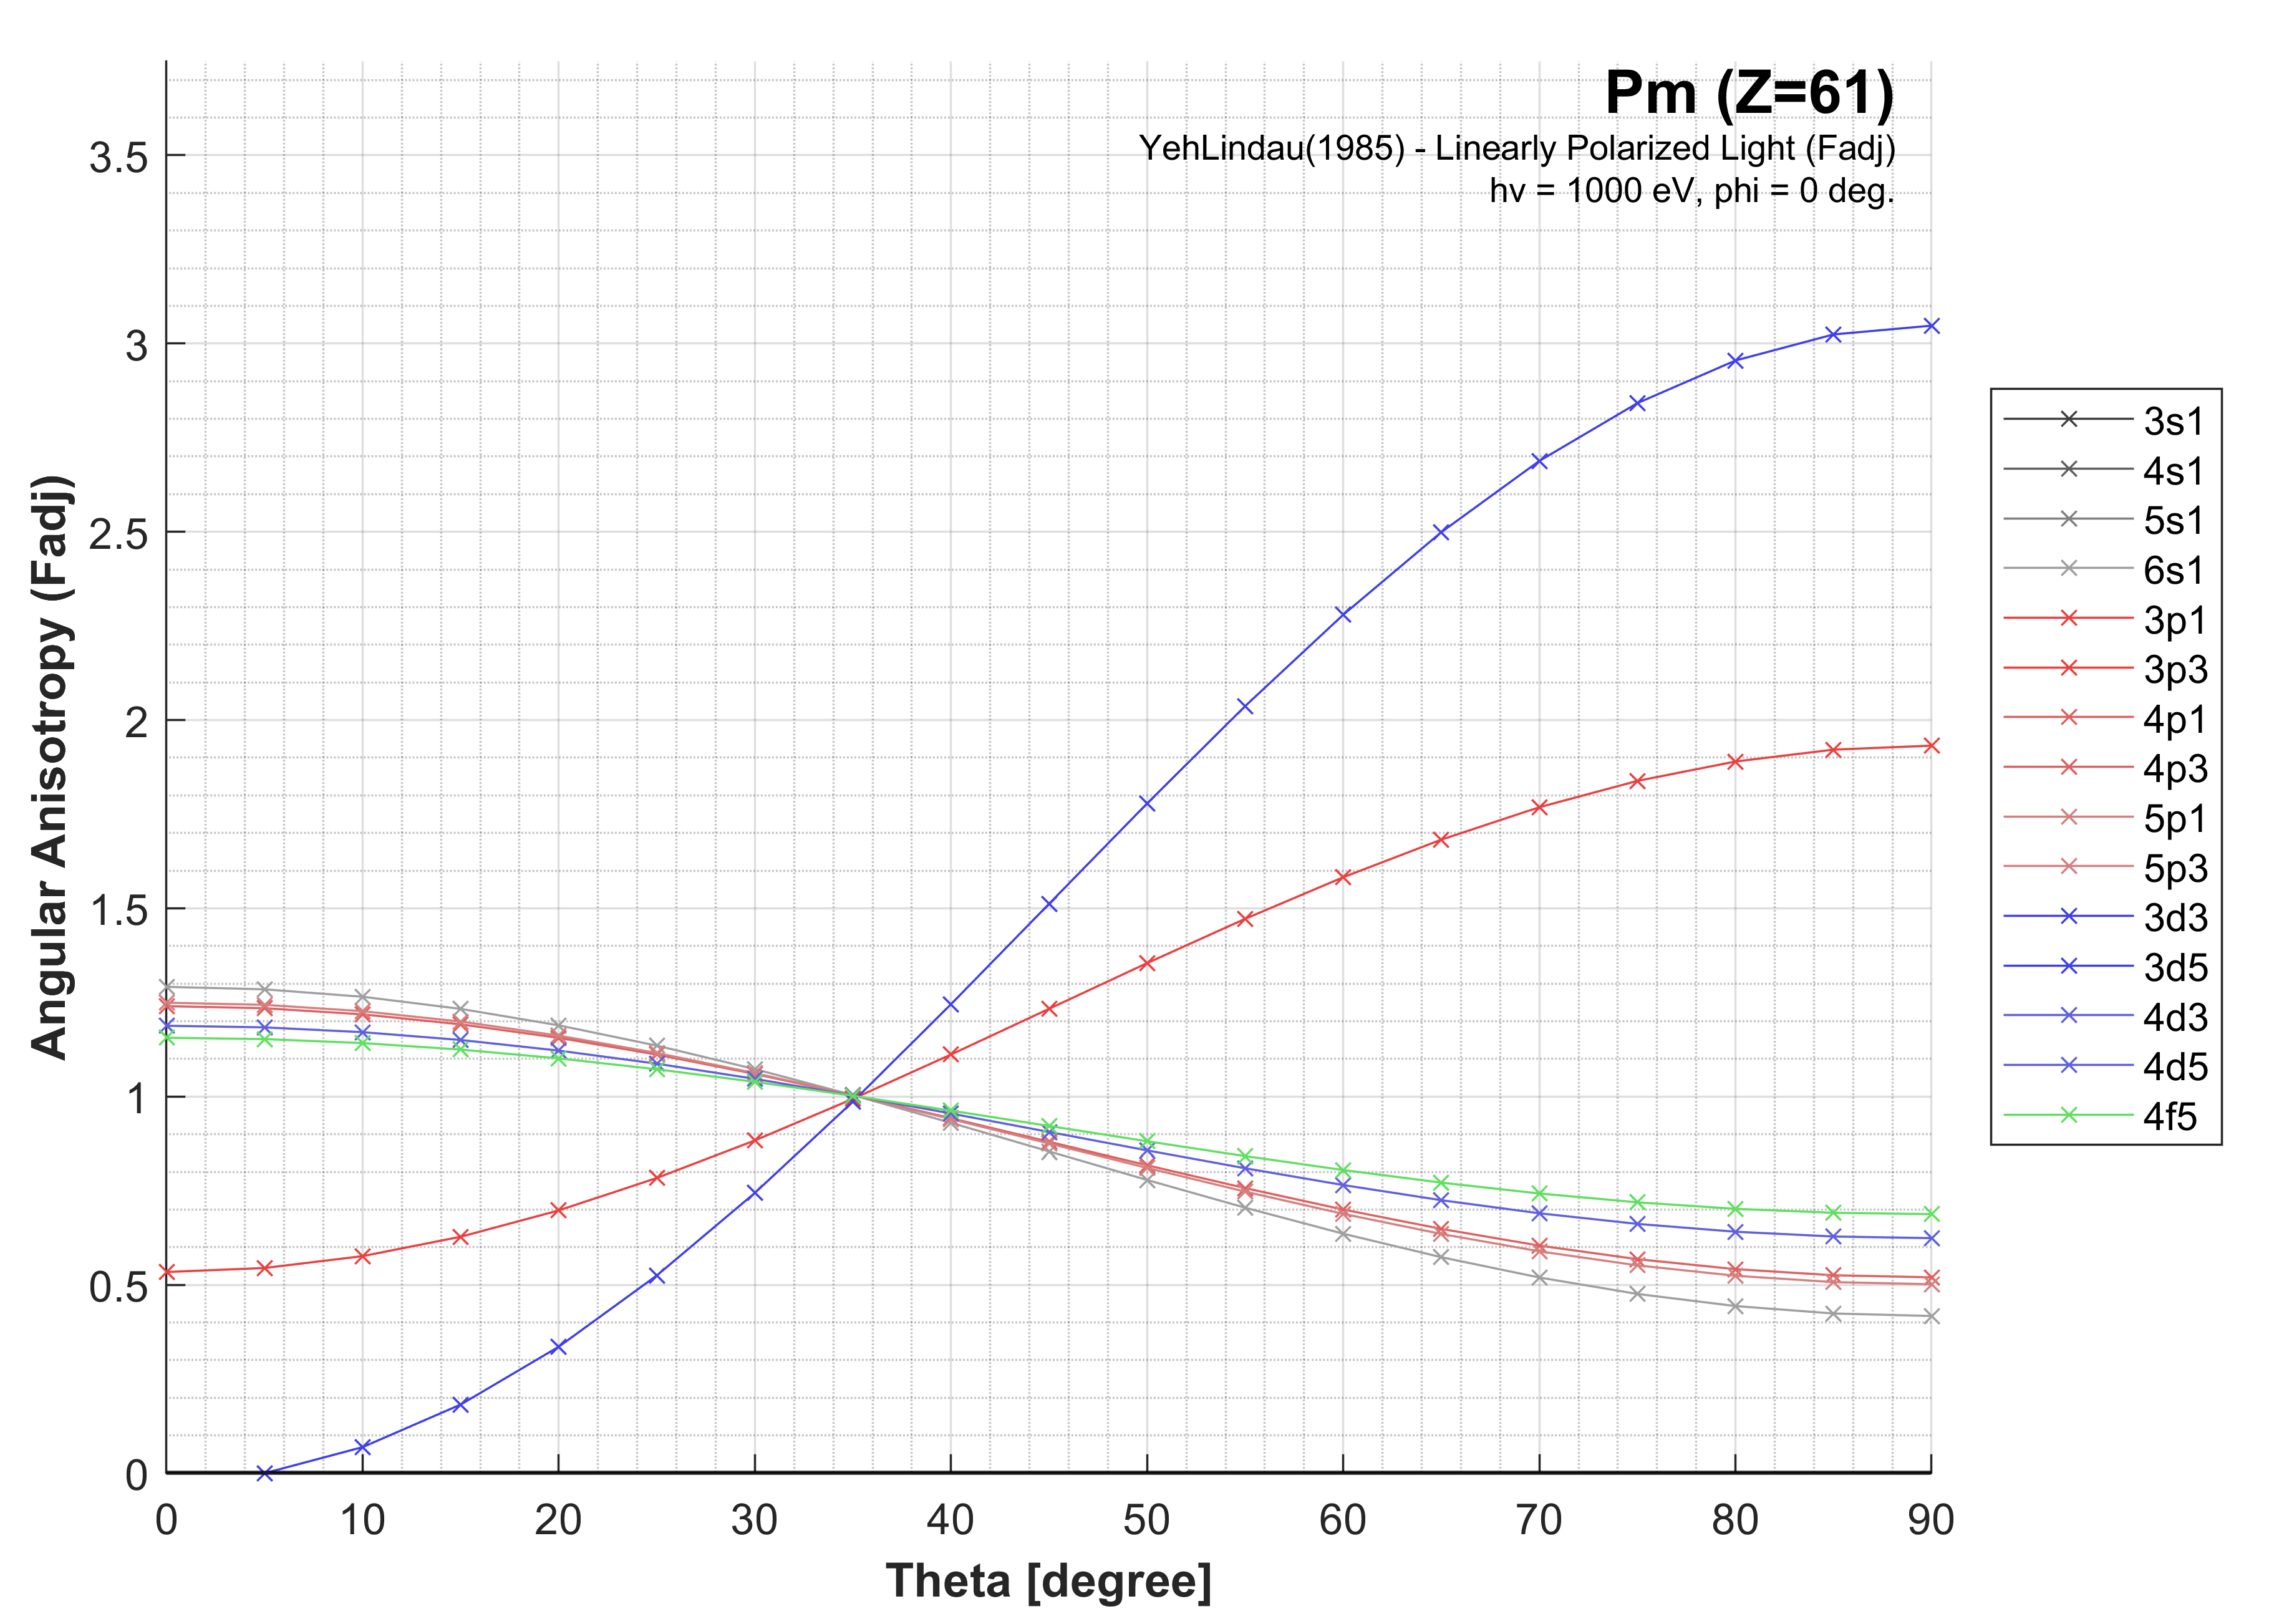 Pm (Z=61)
YehLindau(1985) - Linearly Polarized Light (Fadj)
hv = 1000 eV, phi = 0 deg.
Angular Anisotropy (Fadj)
3.5
3
2.5
2
1.5
1
0.5
0
0 10 20 30 40 50 60 70 80 90
Theta [degree]
3s1
4s1
5s1
6s1
3p1
3p3
4p1
4p3
5p1
5p3
3d3
3d5
4d3
4d5
4f5